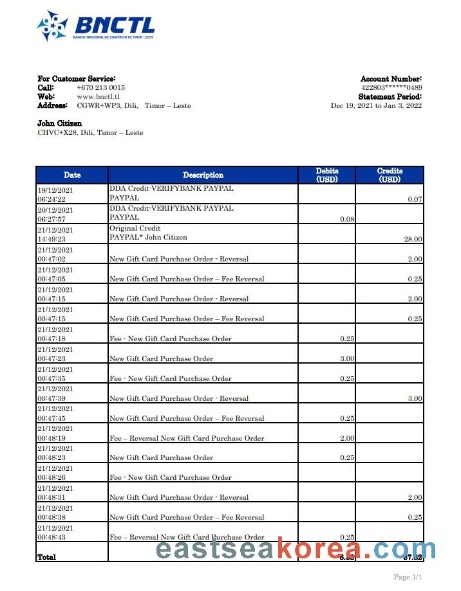 BNCTL
BANCO NACIONAL DE COMÉRCIO DE TIMOR - LESTE
For Customer Service:
Call: +670 213 0015
Web: www.bnctl.tl
Address: CGWR+WP3, Dili, Timor – Leste
Account Number:
422803******0489
Statement Period:
Dec 19, 2021 to Jan 3, 2022
John Citizen
CHVC+X28, Dili, Timor – Leste
Date Description Debits (USD) Credits (USD)
19/12/2021 DDA Credit-VERIFYBANK PAYPAL
06:24:22 PAYPAL 0.07
20/12/2021 DDA Credit-VERIFYBANK PAYPAL
06:27:57 PAYPAL 0.08
21/12/2021 Original Credit
14:49:23 PAYPAL* John Citizen 28.00
21/12/2021
00:47:02 New Gift Card Purchase Order - Reversal 2.00
21/12/2021
00:47:05 New Gift Card Purchase Order – Fee Reversal 0.25
21/12/2021
00:47:15 New Gift Card Purchase Order - Reversal 2.00
21/12/2021
00:47:15 New Gift Card Purchase Order – Fee Reversal 0.25
21/12/2021
00:47:18 Fee - New Gift Card Purchase Order 0.25
21/12/2021
00:47:23 New Gift Card Purchase Order 3.00
21/12/2021
00:47:35 Fee - New Gift Card Purchase Order 0.25
21/12/2021
00:47:39 New Gift Card Purchase Order - Reversal 3.00
21/12/2021
00:47:45 New Gift Card Purchase Order – Fee Reversal 0.25
21/12/2021
00:48:19 Fee – Reversal New Gift Card Purchase Order 2.00
21/12/2021
00:48:23 New Gift Card Purchase Order 0.25
21/12/2021
00:48:26 Fee - New Gift Card Purchase Order
21/12/2021
00:48:31 New Gift Card Purchase Order - Reversal 2.00
21/12/2021
00:48:38 New Gift Card Purchase Order – Fee Reversal 0.25
21/12/2021
00:48:43 Fee – Reversal New Gift Card Purchase Order 0.25
Total
eastseakorea.com
Page 1/1